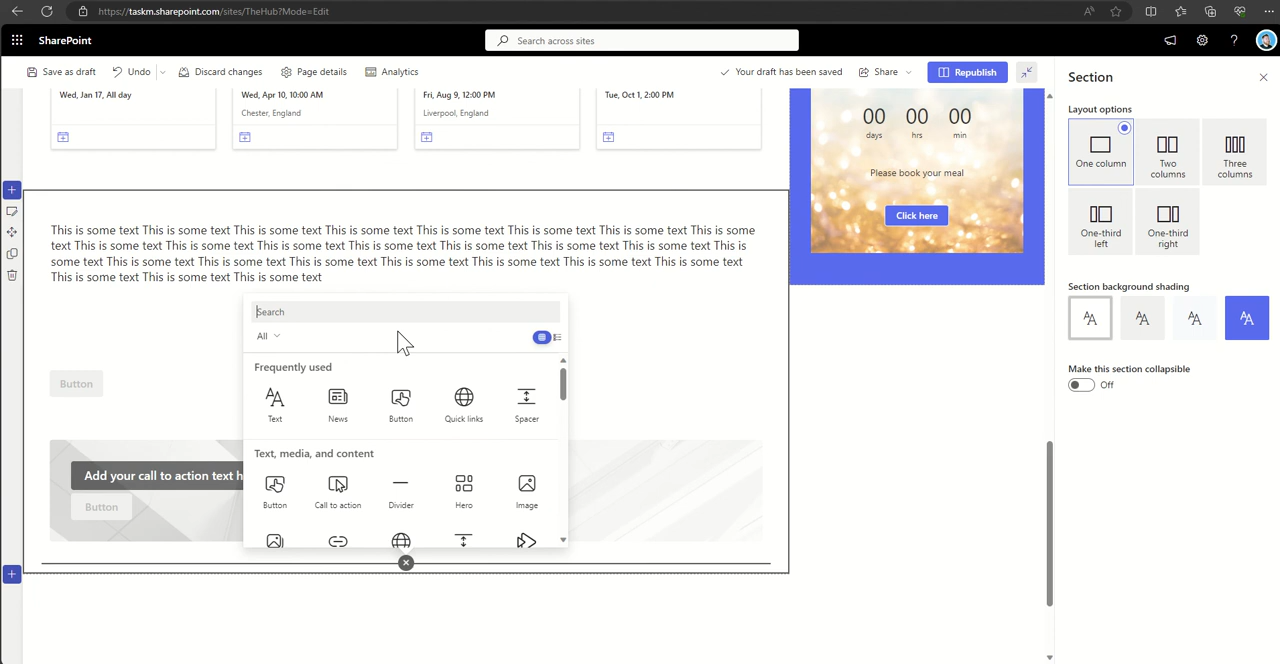 https://taskm.sharepoint.com/sites/TheHub?Mode=Edit
SharePoint
Search across sites
Save as draft
Undo
Discard changes
Page details
Analytics
Your draft has been saved
Share
Republish
Wed, Jan 17, All day
Wed, Apr 10, 10:00 AM
Chester, England
Fri, Aug 9, 12:00 PM
Liverpool, England
Tue, Oct 1, 2:00 PM
00 00 00
days hrs min
Please book your meal
Click here
This is some text This is some text This is some text This is some text This is some text This is some text This is some text This is some
text This is some text This is some text This is some text This is some text This is some text This is some text This is some text This is
some text This is some text This is some text This is some text This is some text This is some text This is some text This is some text
This is some text This is some text This is some text
Button
Add your call to action text h
Button
Search
All
Frequently used
Text
News
Button
Quick links
Spacer
Text, media, and content
Button
Call to action
Divider
Hero
Image
Section
Layout options
One column
Two
columns
Three
columns
One-third
left
One-third
right
Section background shading
Make this section collapsible
Off